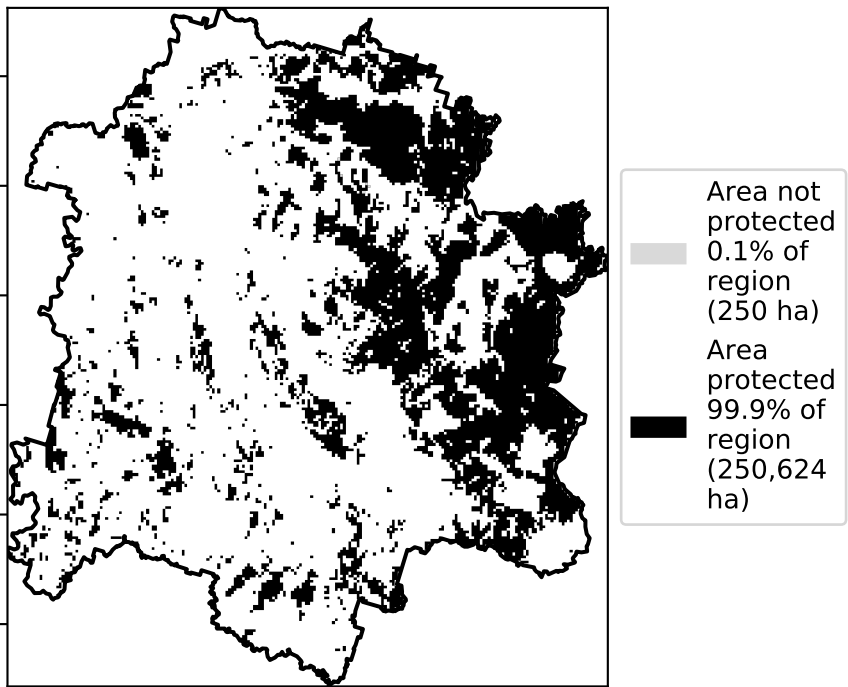 Area not
protected
0.1% of
region
(250 ha)
Area
protected
99.9% of
region
(250,624
ha)